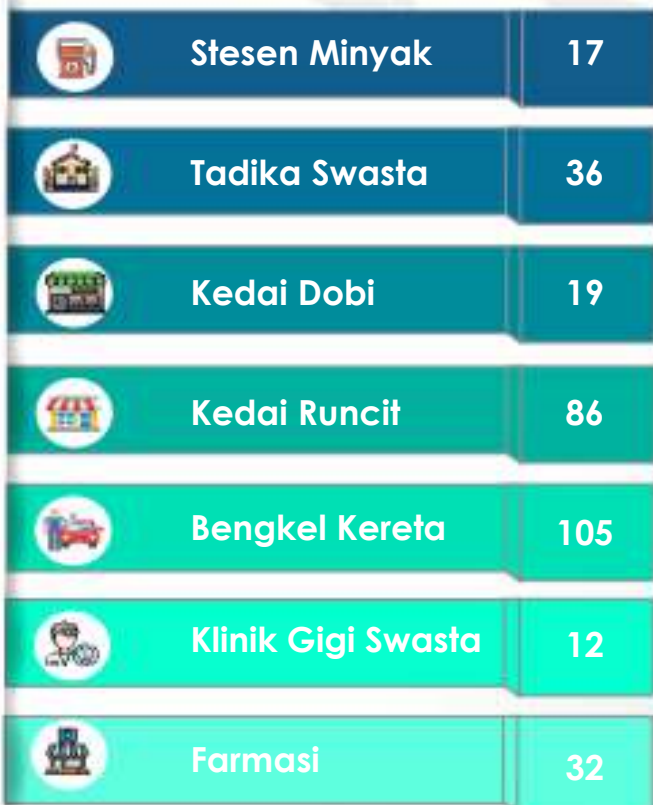 Stesen Minyak 17
Tadika Swasta 36
Kedai Dobi 19
Kedai Runcit 86
Bengkel Kereta 105
Klinik Gigi Swasta 12
Farmasi 32